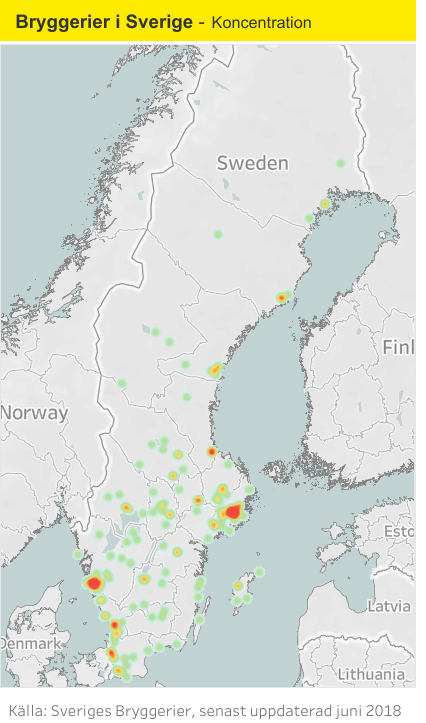 Bryggerier i Sverige - Koncentration
Sweden
Finl
Norway
Esto
Latvia
Denmark
Lithuania
Källa: Sveriges Bryggerier, senast uppdaterad juni 2018